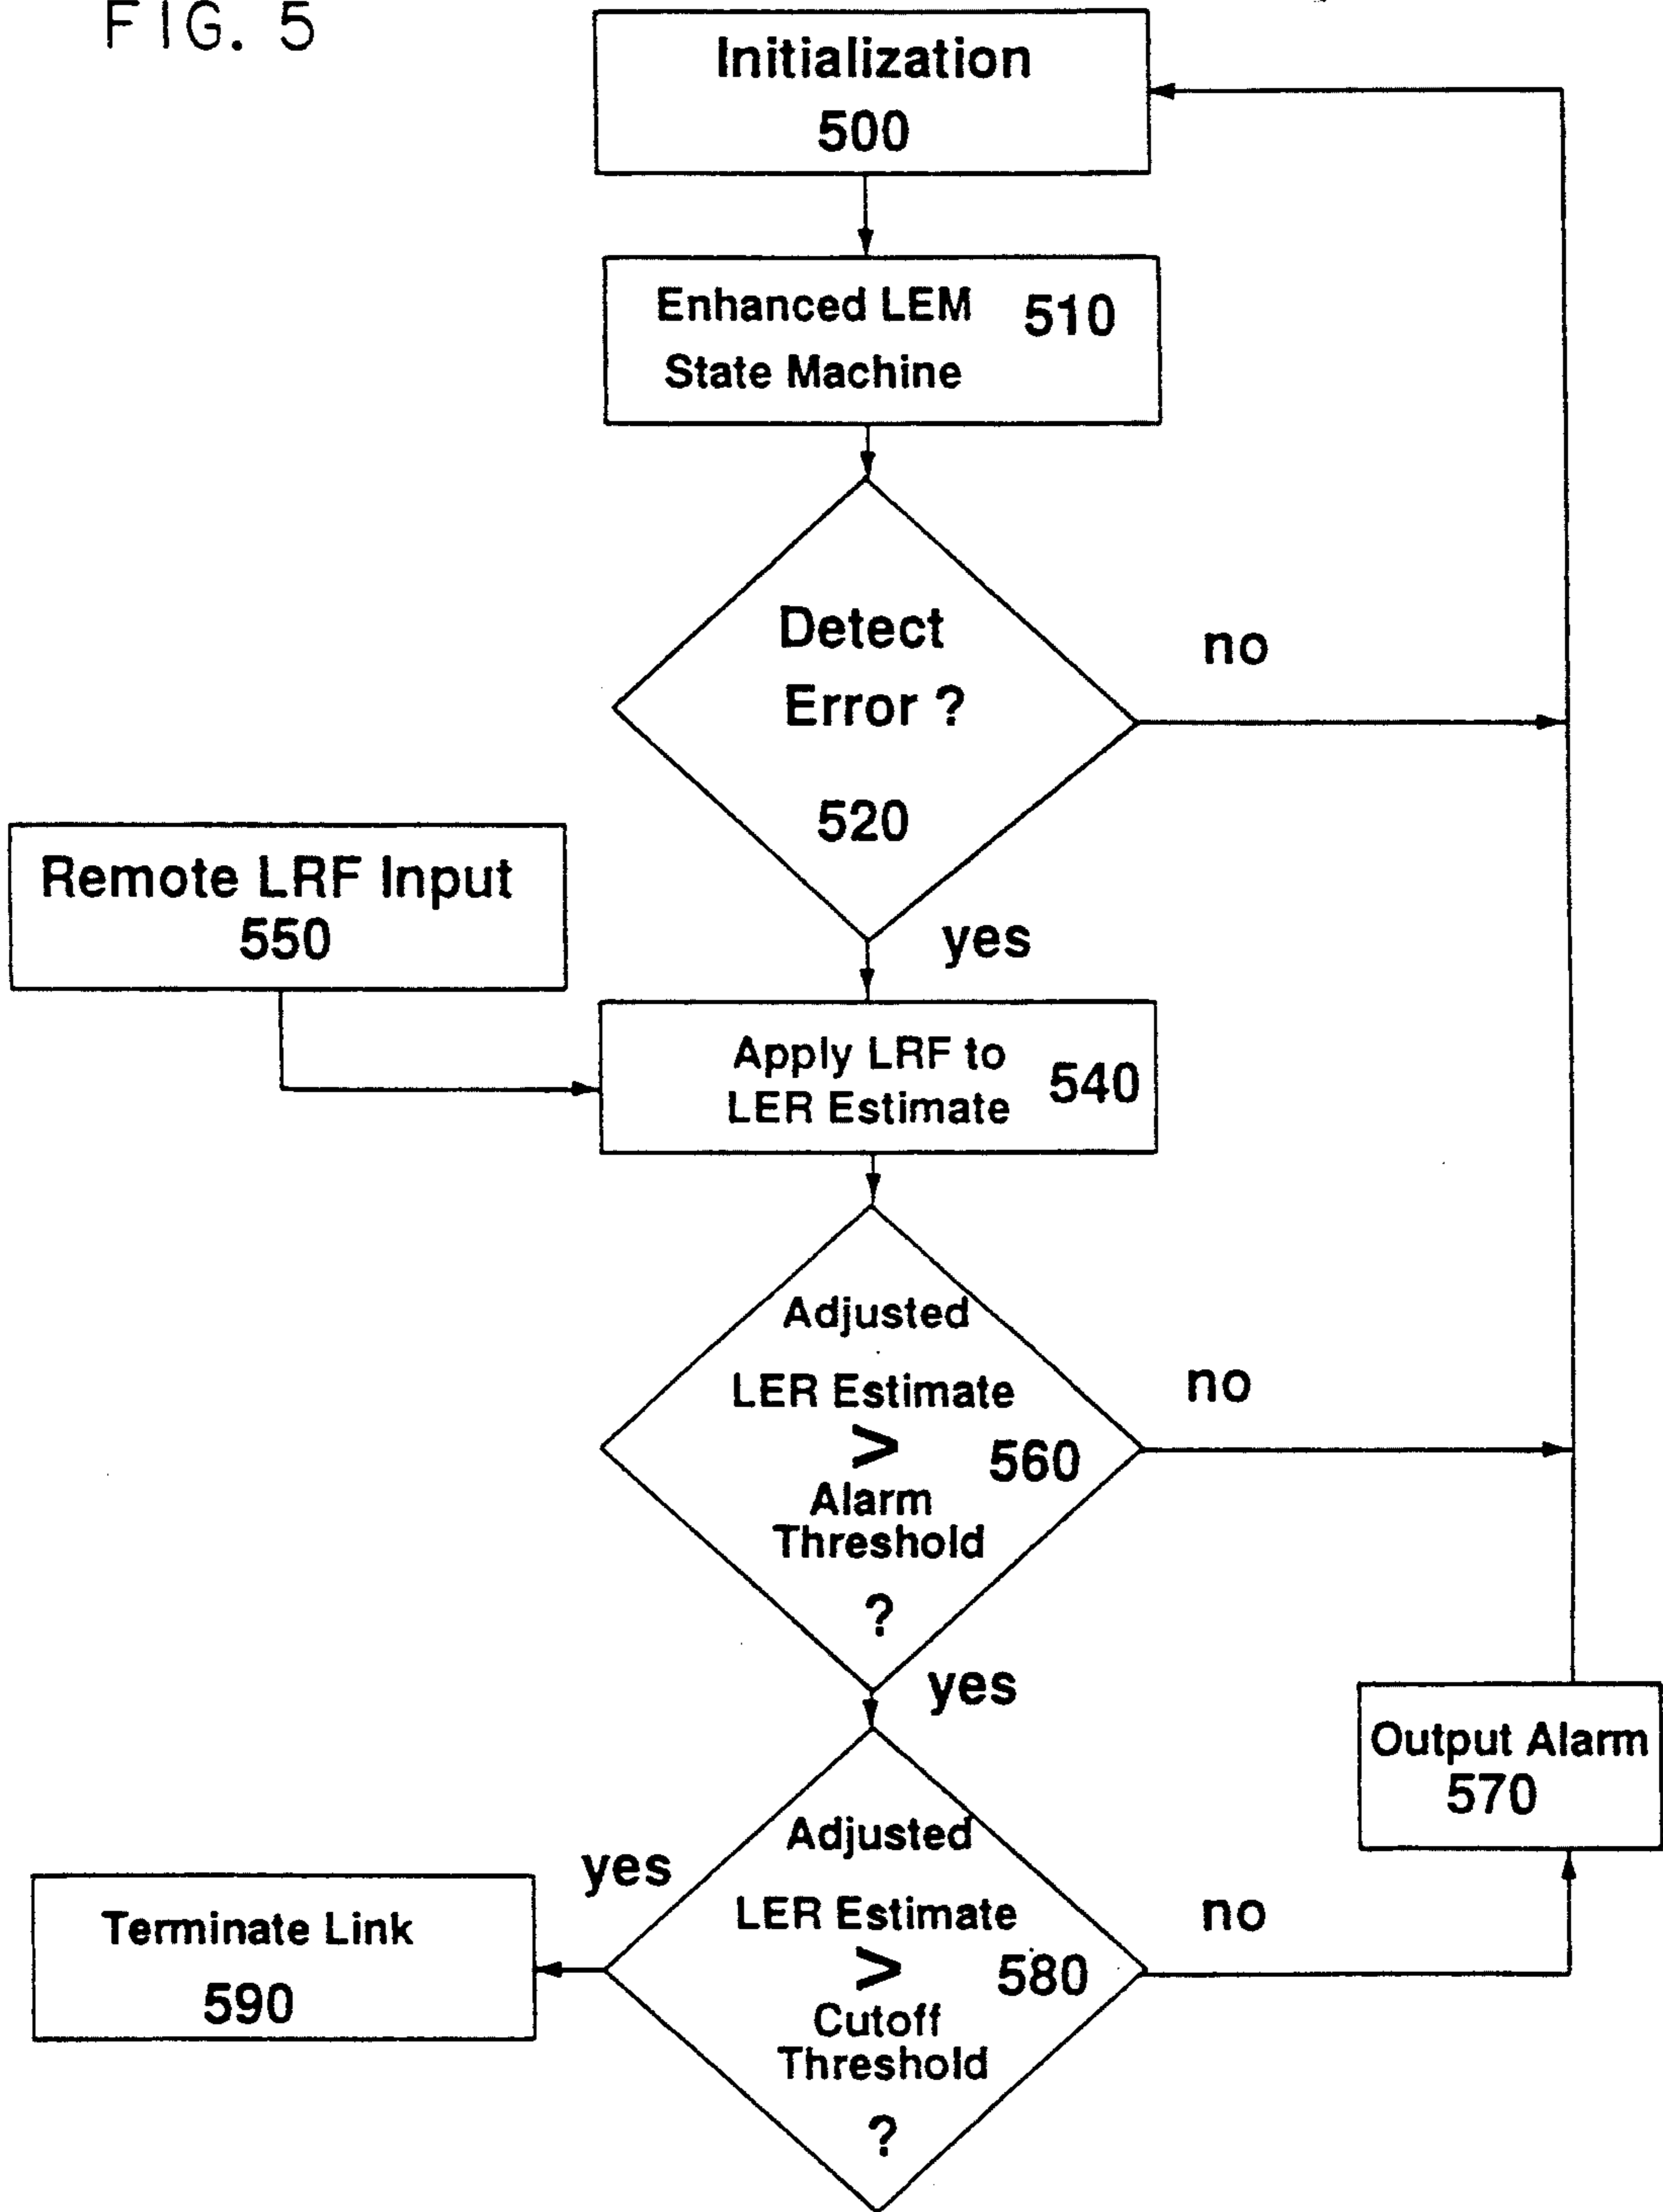 FIG. 5
Initialization
500
Enhanced LEM 510
State Machine
Detect
Error ?
520
no
yes
Remote LRF Input
550
Apply LRF to
LER Estimate 540
Adjusted
LER Estimate
> 560
Alarm
Threshold
?
no
yes
Output Alarm
570
Adjusted
LER Estimate
> 580
Cutoff
Threshold
?
yes
no
Terminate Link
590